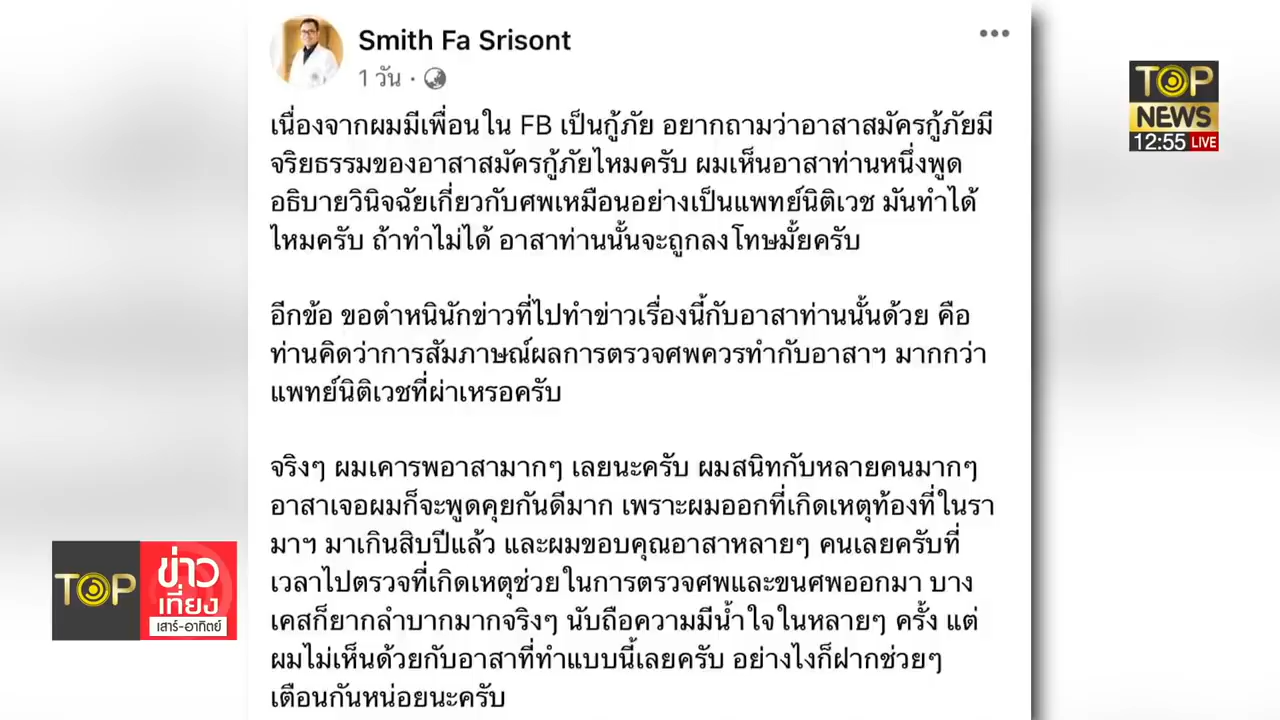 Smith Fa Srisont
1 วัน ·
เนื่องจากผมมีเพื่อนใน FB เป็นกู้ภัย อยากถามว่าอาสาสมัครกู้ภัยมี
จริยธรรมของอาสาสมัครกู้ภัยไหมครับ ผมเห็นอาสาท่านหนึ่งพูด
อธิบายวินิจฉัยเกี่ยวกับศพเหมือนอย่างเป็นแพทย์นิติเวช มันทำได้
ไหมครับ ถ้าทำไม่ได้ อาสาท่านนั้นจะถูกลงโทษมั้ยครับ
อีกข้อ ขอตำหนินักข่าวที่ไปทำข่าวเรื่องนี้กับอาสาท่านนั้นด้วย คือ
ท่านคิดว่าการสัมภาษณ์ผลการตรวจศพควรทำกับอาสาฯ มากกว่า
แพทย์นิติเวชที่ผ่าเหรอครับ
จริงๆ ผมเคารพอาสามากๆ เลยนะครับ ผมสนิทกับหลายคนมากๆ
อาสาเจอผมก็จะพูดคุยกันดีมาก เพราะผมออกที่เกิดเหตุท้องที่ในรา
มาฯ มาเกินสิบปีแล้ว และผมขอบคุณอาสาหลายๆ คนเลยครับที่
เวลาไปตรวจที่เกิดเหตุช่วยในการตรวจศพและขนศพออกมา บาง
เคสก็ยากลำบากมากจริงๆ นับถือความมีน้ำใจในหลายๆ ครั้ง แต่
ผมไม่เห็นด้วยกับอาสาที่ทำแบบนี้เลยครับ อย่างไงก็ฝากช่วยๆ
เตือนกันหน่อยนะครับ
TOP
NEWS
12:55 LIVE
TOP
ข่าว
เที่ยง
เสาร์-อาทิตย์